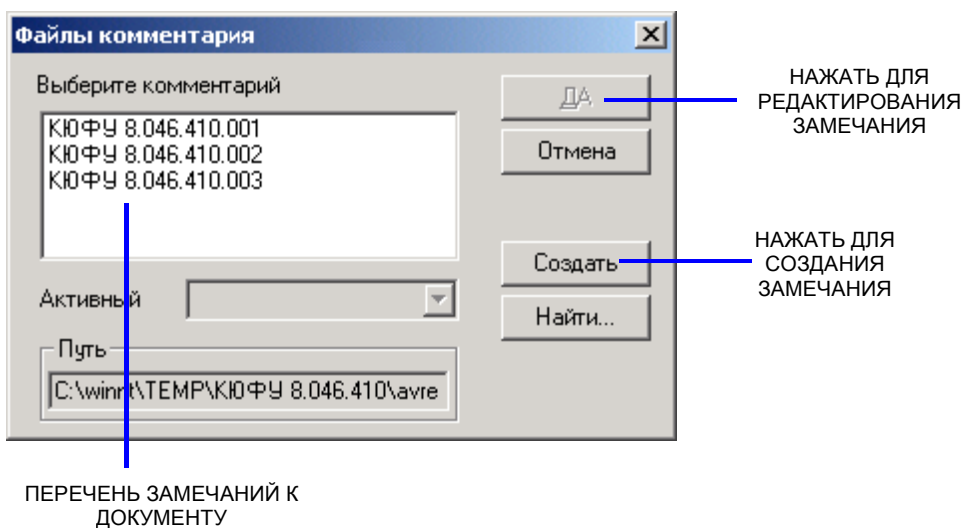 Файлы комментария
Выберите комментарий
КЮФУ 8.046.410.001
КЮФУ 8.046.410.002
КЮФУ 8.046.410.003
ДА
Отмена
Создать
Найти...
Активный
Путь
C:\winnt\TEMP\КЮФУ 8.046.410\avre
НАЖАТЬ ДЛЯ
РЕДАКТИРОВАНИЯ
ЗАМЕЧАНИЯ
НАЖАТЬ ДЛЯ
СОЗДАНИЯ
ЗАМЕЧАНИЯ
ПЕРЕЧЕНЬ ЗАМЕЧАНИЙ К
ДОКУМЕНТУ